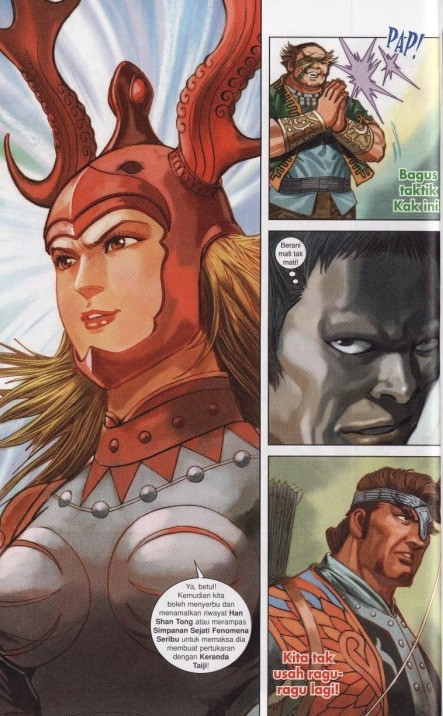 PAP!
Bagus
taktik
Kak ini
Berani
mati tak
mati!
Ya, betul!
Kemudian kita
boleh menyerbu dan
menamatkan riwayat Han
Shan Tong atau merampas
Simpanan Sejati Fenomena
Seribu untuk memaksa dia
membuat pertukaran
dengan Keranda
Taiji!
Kita tak
usah ragu-
ragu lagi!